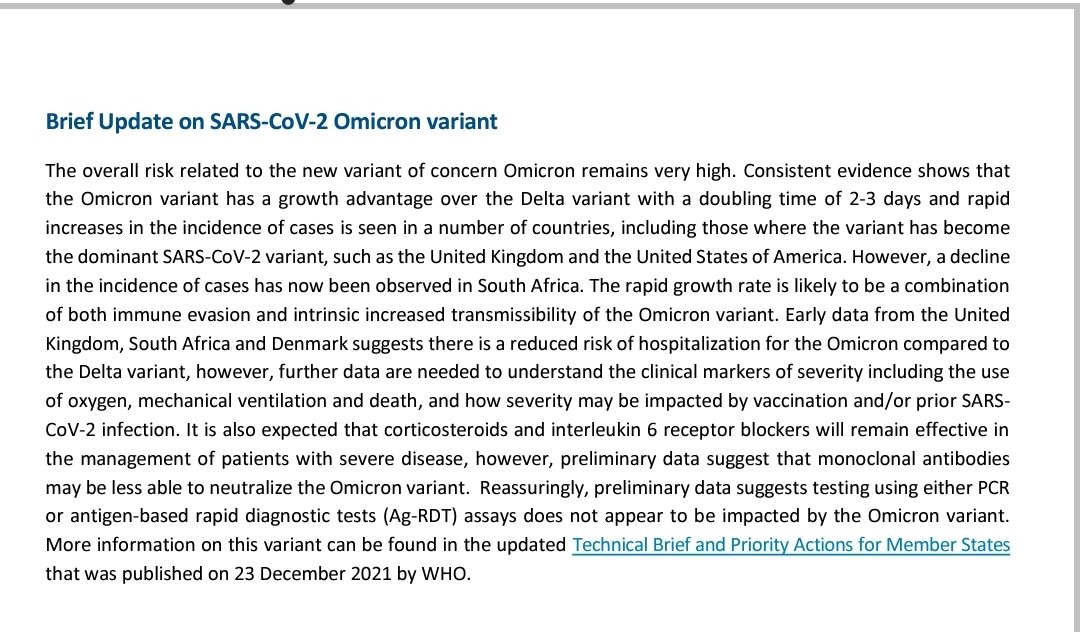 Brief Update on SARS-CoV-2 Omicron variant
The overall risk related to the new variant of concern Omicron remains very high. Consistent evidence shows that
the Omicron variant has a growth advantage over the Delta variant with a doubling time of 2-3 days and rapid
increases in the incidence of cases is seen in a number of countries, including those where the variant has become
the dominant SARS-CoV-2 variant, such as the United Kingdom and the United States of America. However, a decline
in the incidence of cases has now been observed in South Africa. The rapid growth rate is likely to be a combination
of both immune evasion and intrinsic increased transmissibility of the Omicron variant. Early data from the United
Kingdom, South Africa and Denmark suggests there is a reduced risk of hospitalization for the Omicron compared to
the Delta variant, however, further data are needed to understand the clinical markers of severity including the use
of oxygen, mechanical ventilation and death, and how severity may be impacted by vaccination and/or prior SARS-
CoV-2 infection. It is also expected that corticosteroids and interleukin 6 receptor blockers will remain effective in
the management of patients with severe disease, however, preliminary data suggest that monoclonal antibodies
may be less able to neutralize the Omicron variant. Reassuringly, preliminary data suggests testing using either PCR
or antigen-based rapid diagnostic tests (Ag-RDT) assays does not appear to be impacted by the Omicron variant.
More information on this variant can be found in the updated Technical Brief and Priority Actions for Member States
that was published on 23 December 2021 by WHO.